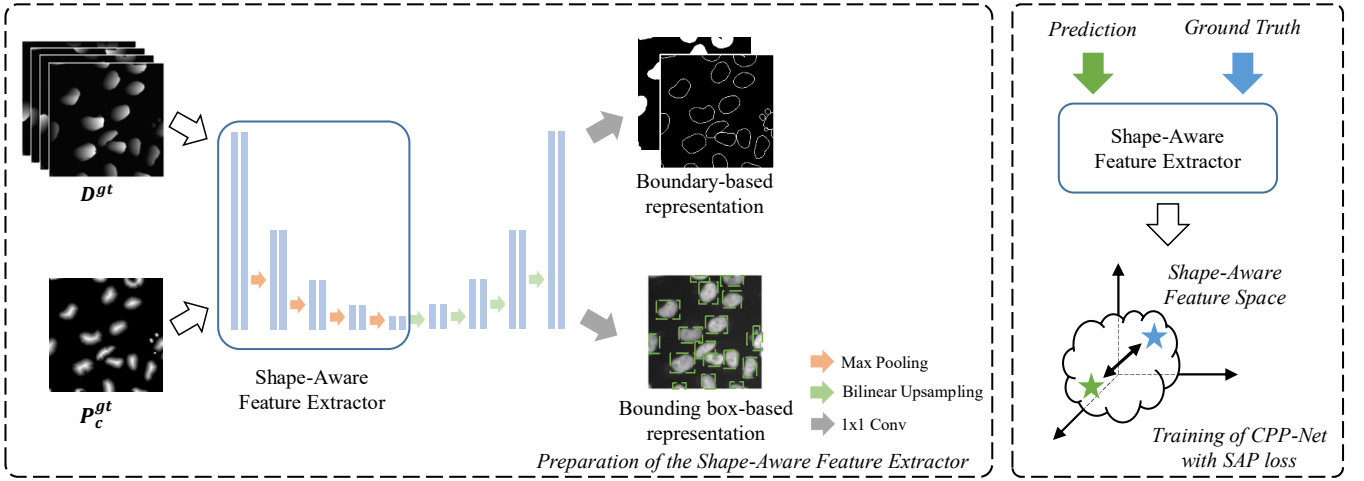 D^gt
P_c^gt
Shape-Aware
Feature Extractor
Boundary-based
representation
Bounding box-based
representation
Max Pooling
Bilinear Upsampling
1x1 Conv
Preparation of the Shape-Aware Feature Extractor
Prediction
Ground Truth
Shape-Aware
Feature Extractor
Shape-Aware
Feature Space
Training of CPP-Net
with SAP loss